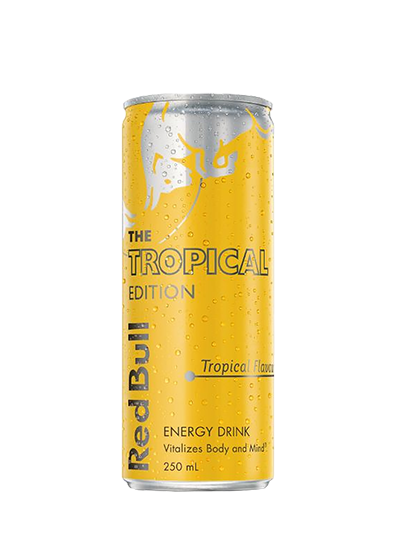 THE
TROPICAL
EDITION
Red Bull
Tropical Flavou
ENERGY DRINK
Vitalizes Body and Mind®.
250 mL